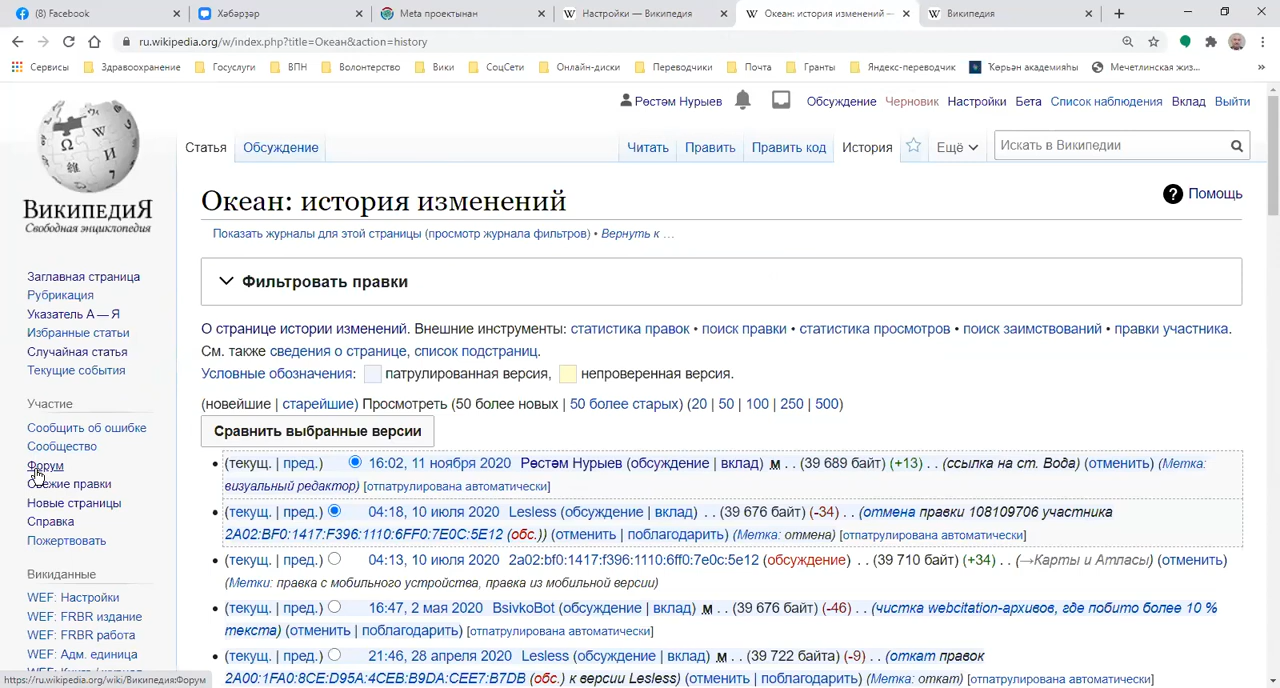 (8) Facebook
Хәбәрҙәр
Meta проектынан
Настройки — Википедия
Океан: история изменений —
Википедия
ru.wikipedia.org/w/index.php?title=Океан&action=history
Сервисы
Здравоохранение
Госуслуги
ВПН
Волонтерство
Вики
СоцСети
Онлайн-диски
Переводчики
Почта
Гранты
Яндекс-переводчик
Ҡөрьән академияһы
Мечетлинская жиз...
»
Рөстәм Нурыев
Обсуждение
Черновик
Настройки
Бета
Список наблюдения
Вклад
Выйти
Статья
Обсуждение
Читать
Править
Править код
История
Ещё
Искать в Википедии
ВикипедиЯ
Свободная энциклопедия
Океан: история изменений
Помощь
Показать журналы для этой страницы (просмотр журнала фильтров) • Вернуть к …
Фильтровать правки
О странице истории изменений. Внешние инструменты: статистика правок • поиск правки • статистика просмотров • поиск заимствований • правки участника.
См. также сведения о странице, список подстраниц.
Условные обозначения: патрулированная версия, непроверенная версия.
(новейшие | старейшие) Просмотреть (50 более новых | 50 более старых) (20 | 50 | 100 | 250 | 500)
Сравнить выбранные версии
• (текущ. | пред.) 16:02, 11 ноября 2020 Рөстәм Нурыев (обсуждение | вклад) м . . (39 689 байт) (+13) . . (ссылка на ст. Вода) (отменить) (Метка:
визуальный редактор) [отпатрулирована автоматически]
• (текущ. | пред.) 04:18, 10 июля 2020 Lesless (обсуждение | вклад) . . (39 676 байт) (-34) . . (отмена правки 108109706 участника
2A02:BF0:1417:F396:1110:6FF0:7E0C:5E12 (обс.)) (отменить | поблагодарить) (Метка: отмена) [отпатрулирована автоматически]
• (текущ. | пред.) 04:13, 10 июля 2020 2a02:bf0:1417:f396:1110:6ff0:7e0c:5e12 (обсуждение) . . (39 710 байт) (+34) . . (→Карты и Атласы) (отменить)
(Метки: правка с мобильного устройства, правка из мобильной версии)
• (текущ. | пред.) 16:47, 2 мая 2020 BsivkoBot (обсуждение | вклад) м . . (39 676 байт) (-46) . . (чистка webcitation-архивов, где побито более 10 %
текста) (отменить | поблагодарить) [отпатрулирована автоматически]
• (текущ. | пред.) 21:46, 28 апреля 2020 Lesless (обсуждение | вклад) м . . (39 722 байта) (-9) . . (откат правок
2A00:1FA0:8CE:D95A:4CEB:B9DA:CEE7:B7DB (обс.) к версии Lesless) (отменить | поблагодарить) (Метка: откат) [отпатрулирована автоматически]
Заглавная страница
Рубрикация
Указатель А — Я
Избранные статьи
Случайная статья
Текущие события
Участие
Сообщить об ошибке
Сообщество
Форум
Свежие правки
Новые страницы
Справка
Пожертвовать
Викиданные
WEF: Настройки
WEF: FRBR издание
WEF: FRBR работа
WEF: Адм. единица
https://ru.wikipedia.org/wiki/Википедия:Форум